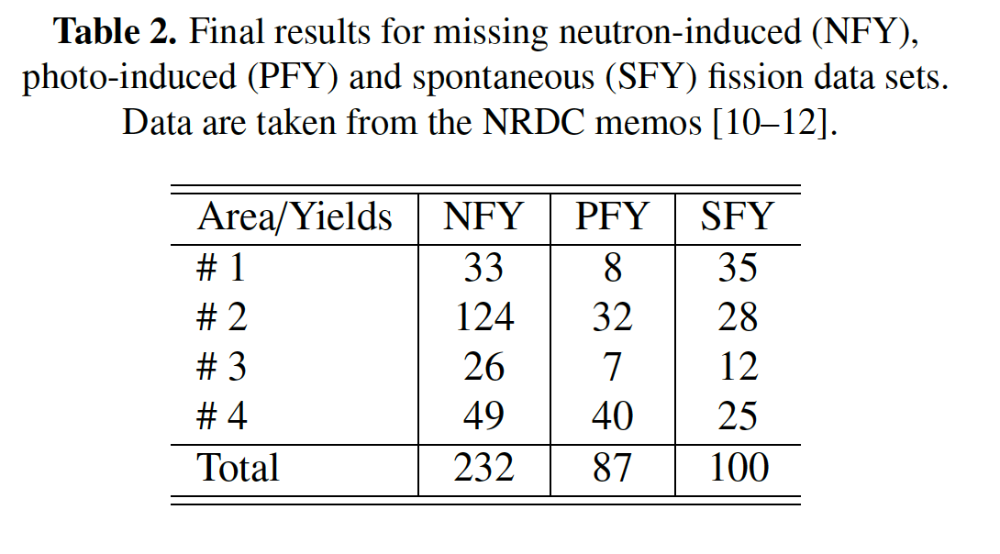 Table 2. Final results for missing neutron-induced (NFY),
photo-induced (PFY) and spontaneous (SFY) fission data sets.
Data are taken from the NRDC memos [10–12].
Area/Yields NFY PFY SFY
# 1 33 8 35
# 2 124 32 28
# 3 26 7 12
# 4 49 40 25
Total 232 87 100